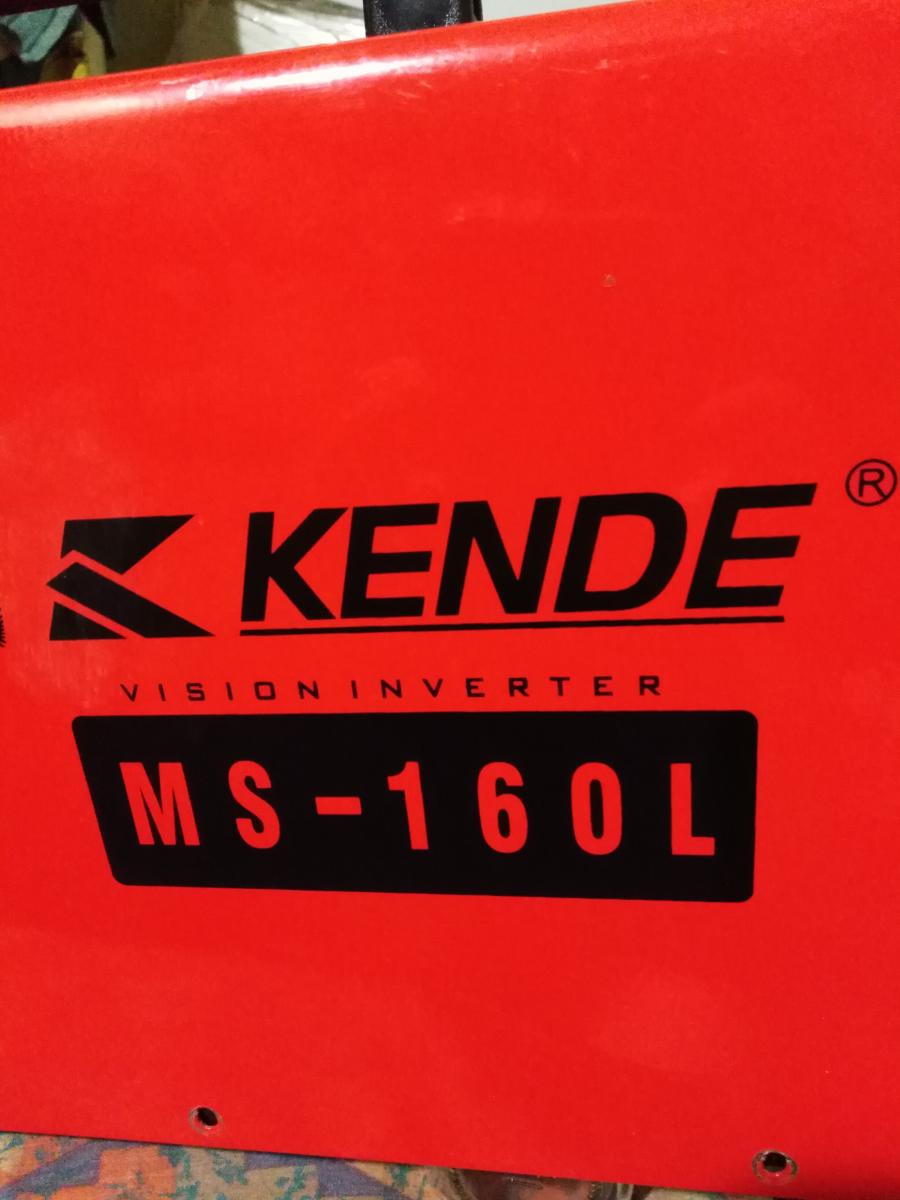 KENDE ®
VISION INVERTER
MS-160L